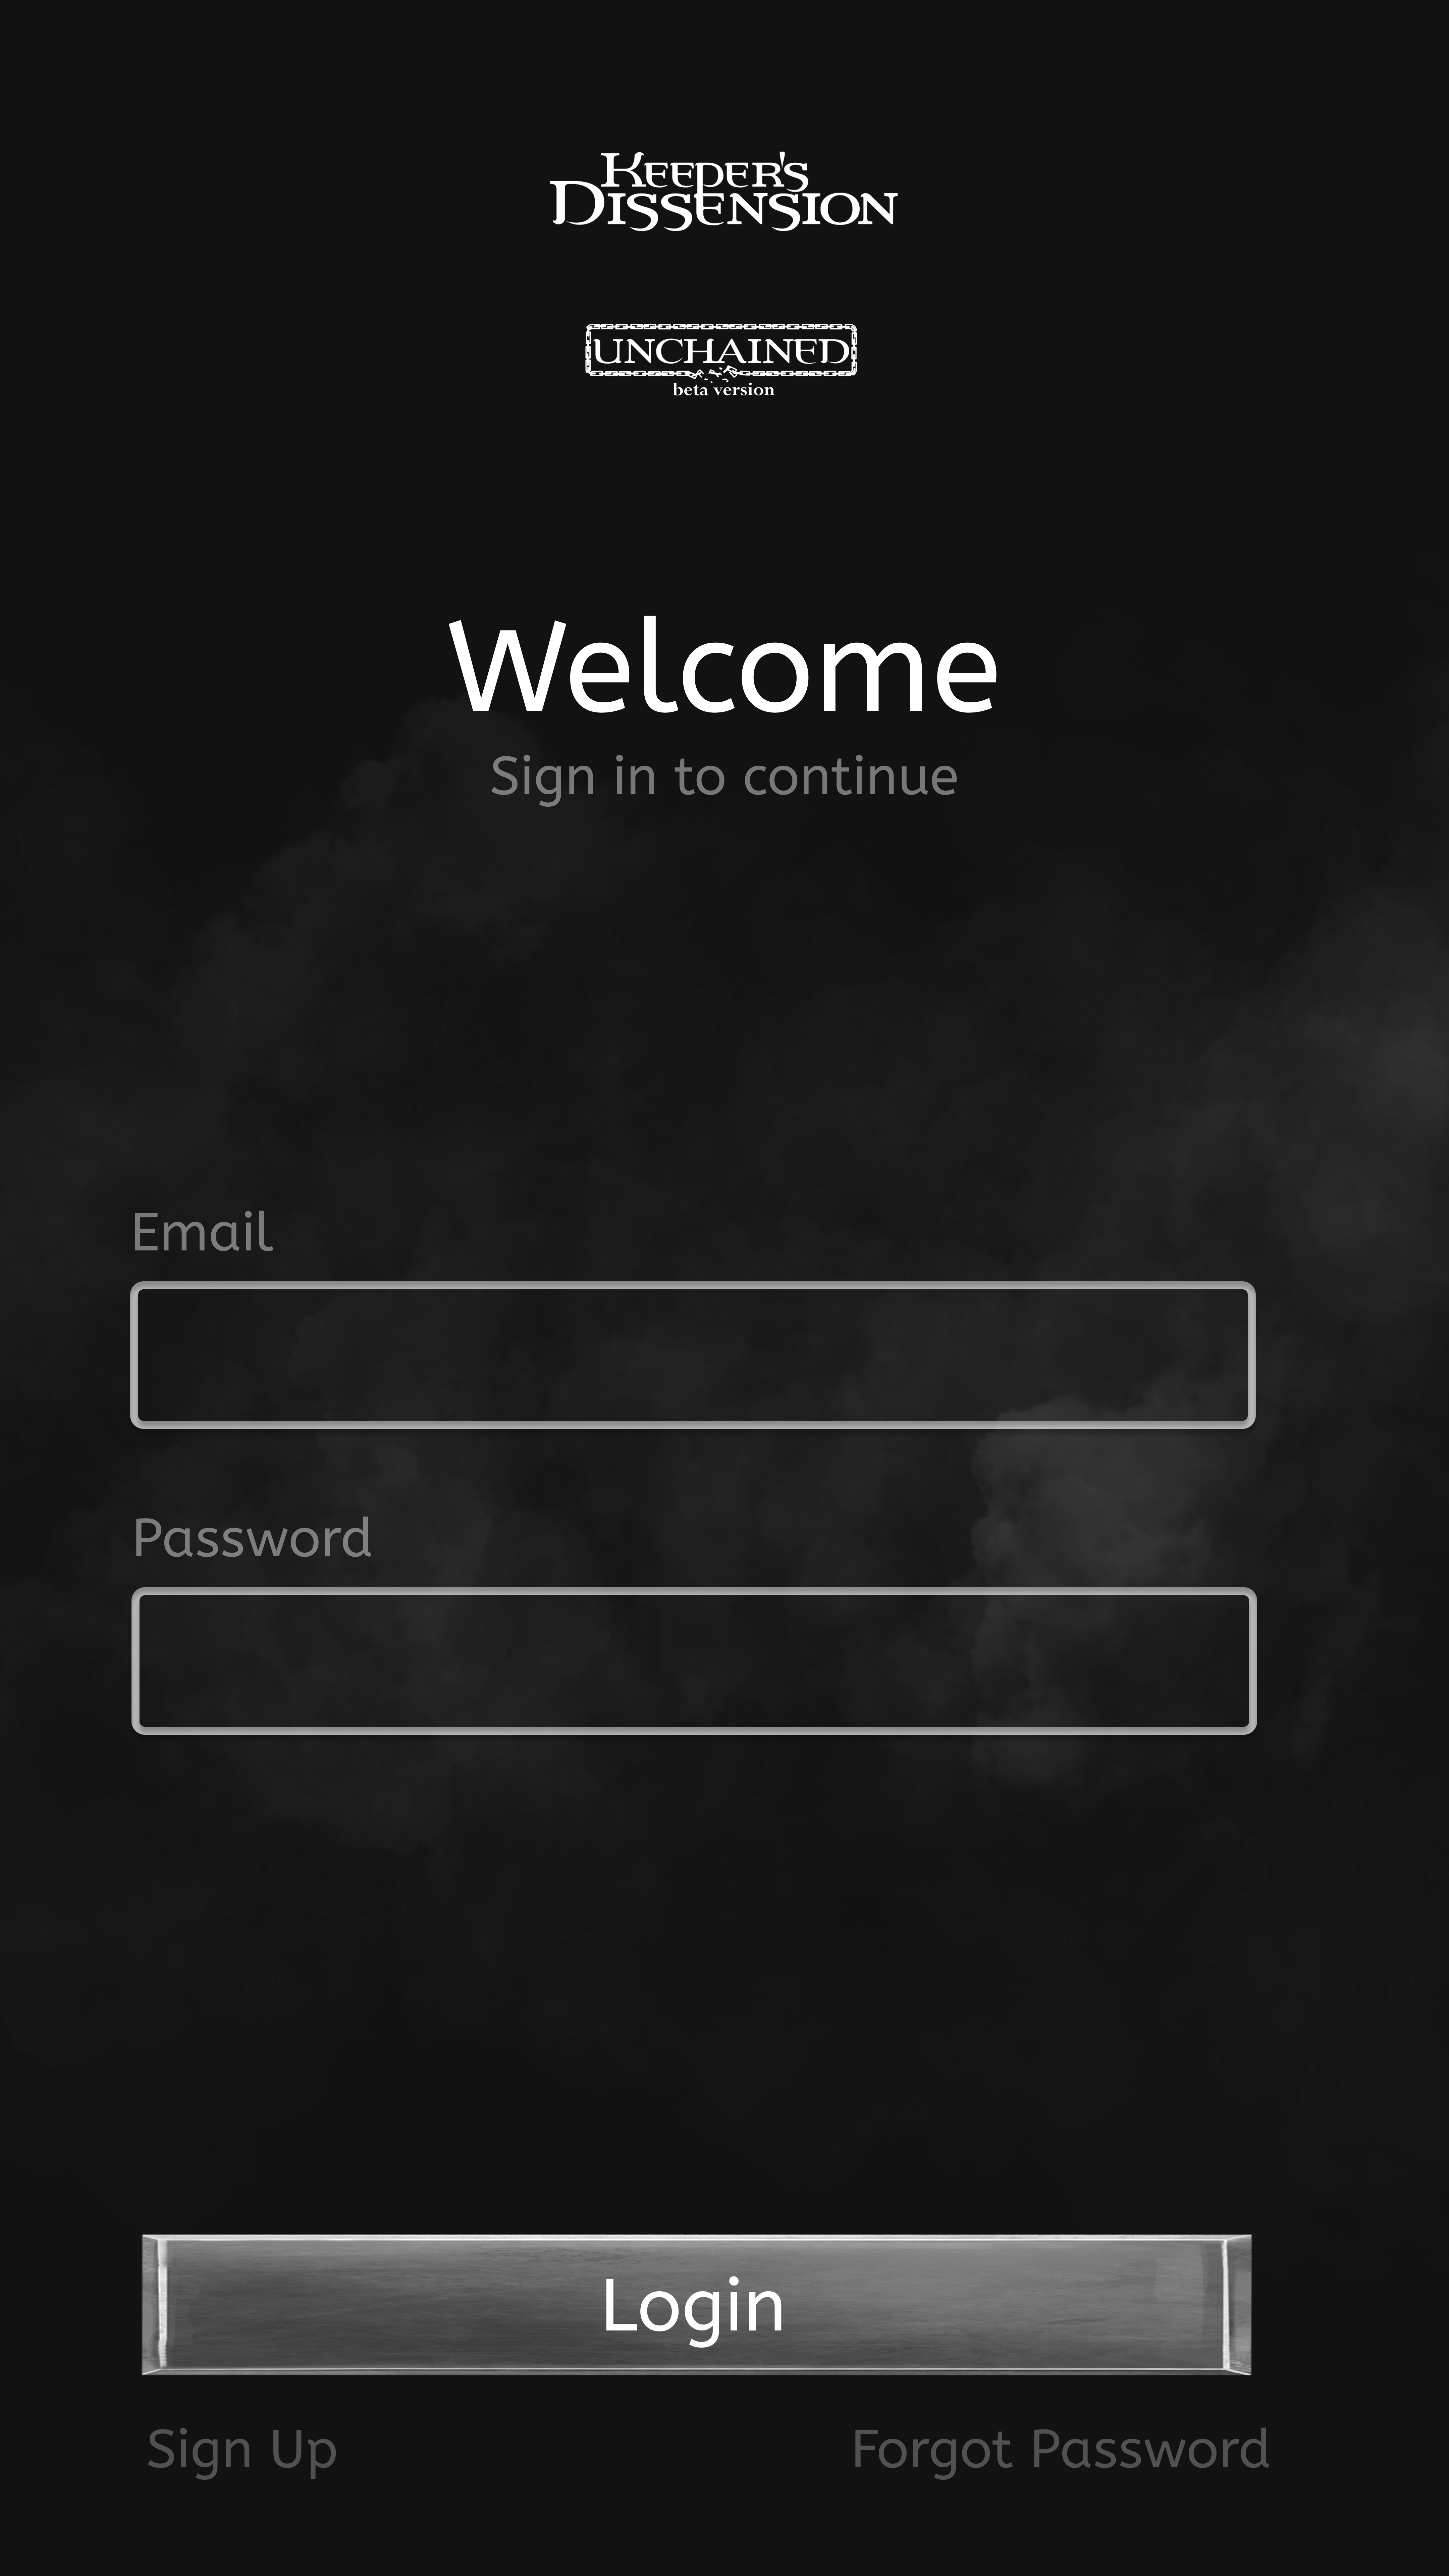 KEEPER'S
DISSENSION
UNCHAINED
beta version
Welcome
Sign in to continue
Email
Password
Login
Sign Up
Forgot Password